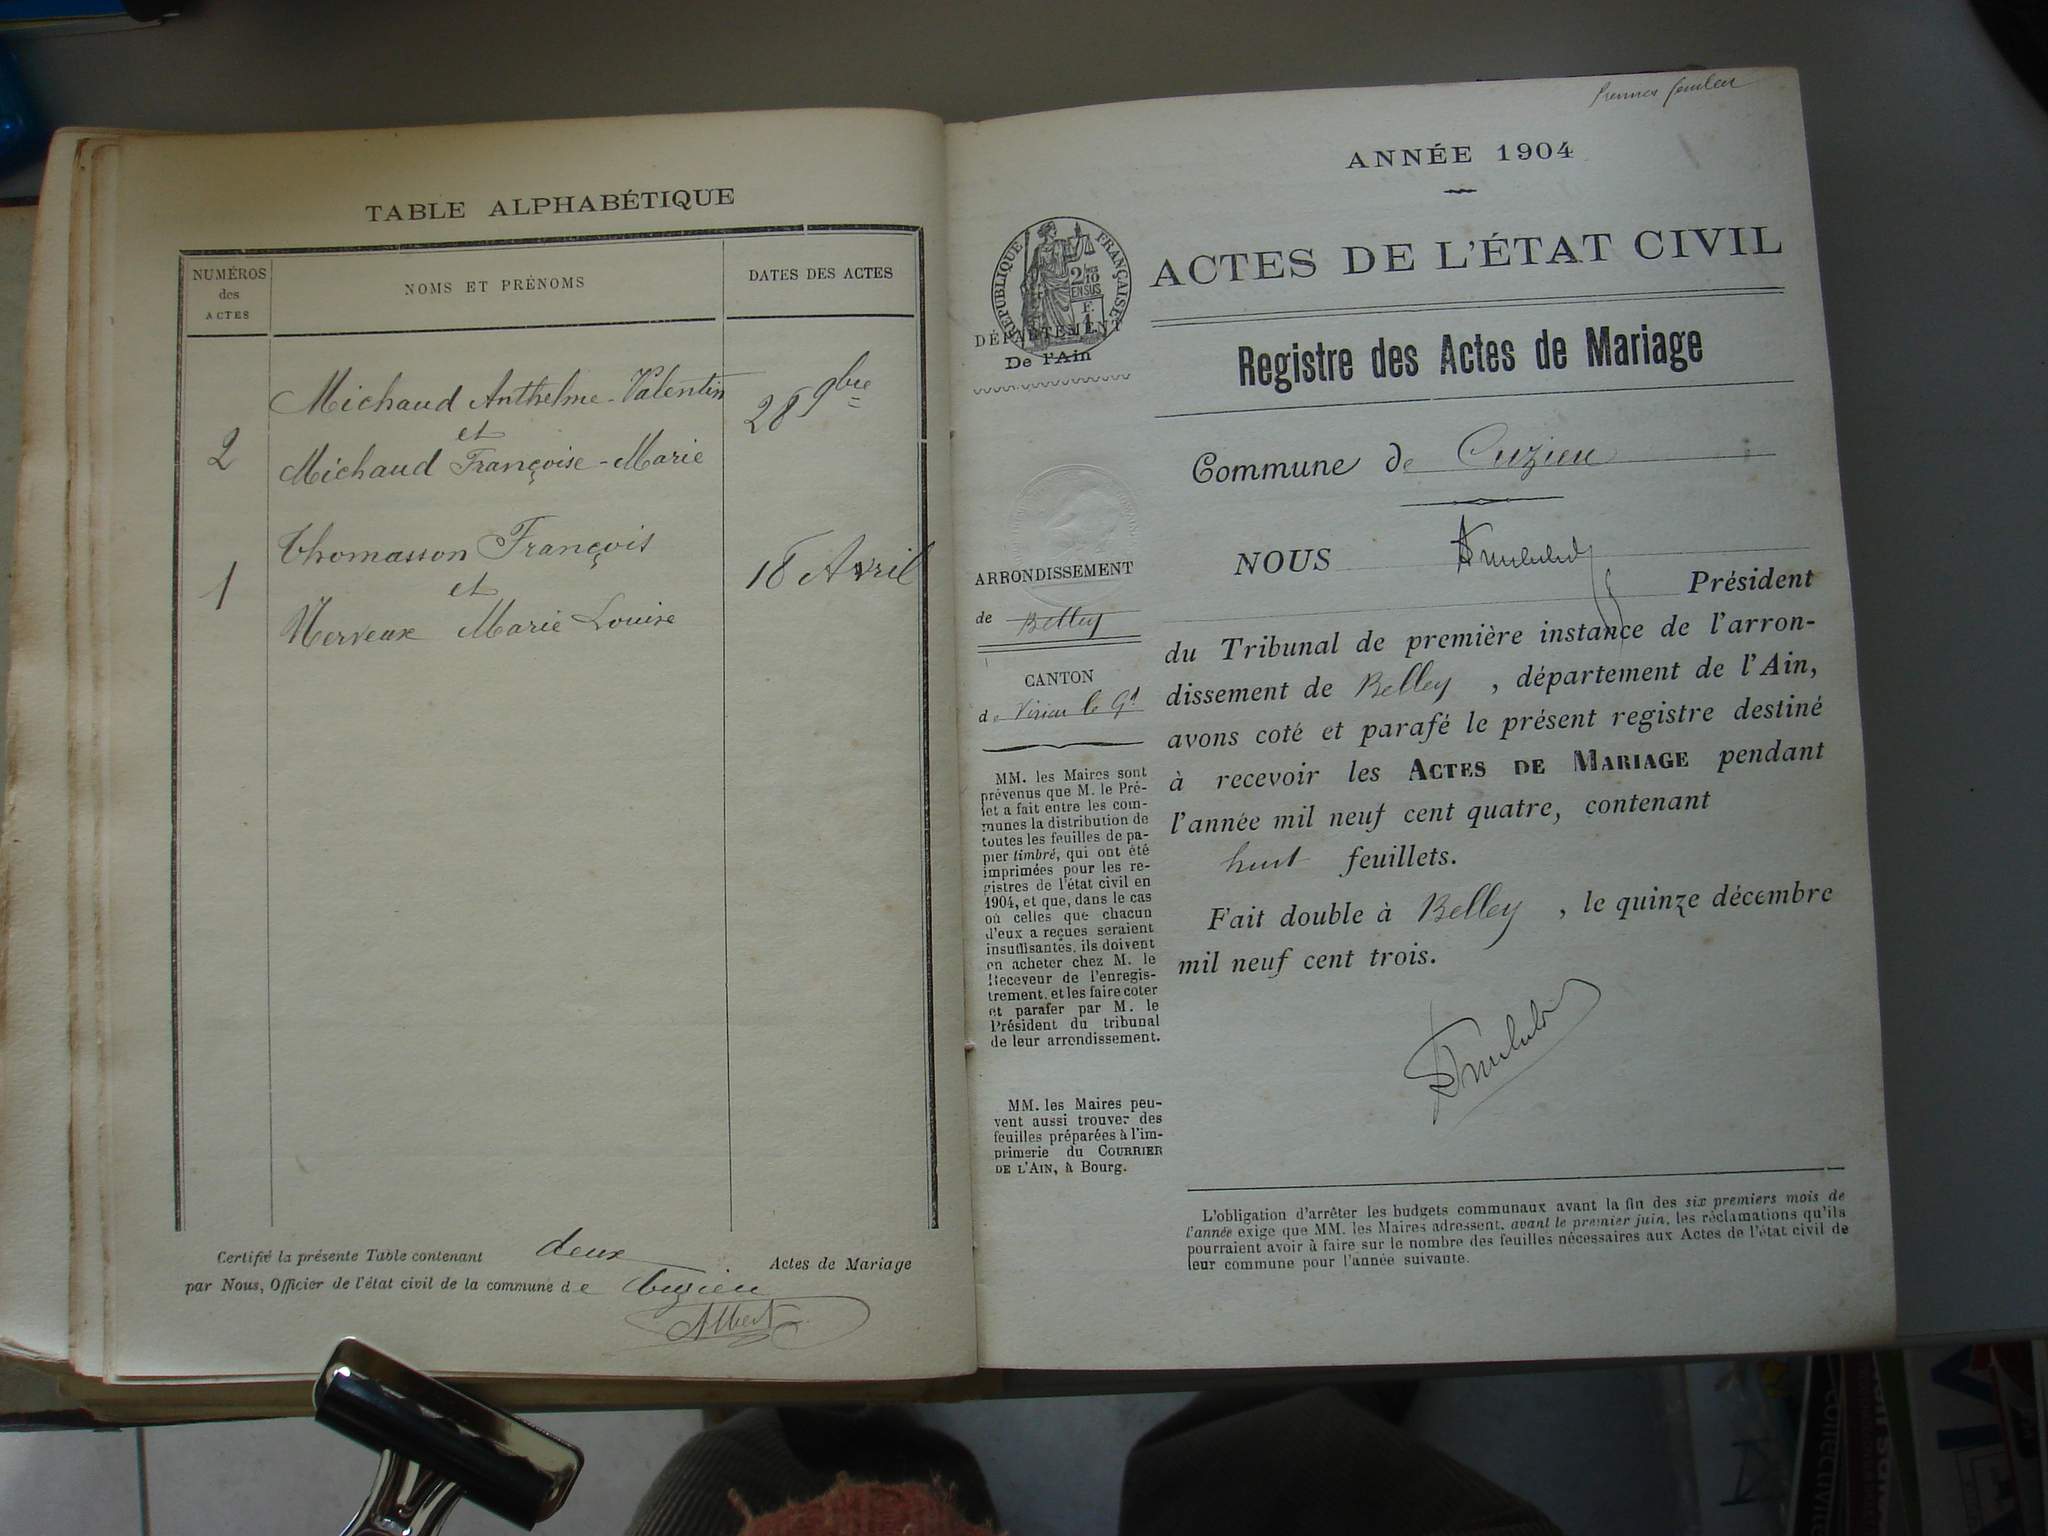 TABLE ALPHABÉTIQUE
NUMÉROS
des
ACTES
NOMS ET PRÉNOMS
DATES DES ACTES
2
Michaud Anthelme-Valentin
et
Michaud Françoise-Marie
28 9bre
1
Thomasson François
et
Nerveux Marie Louise
18 Avril
Certifié la présente Table contenant deux Actes de Mariage
par Nous, Officier de l'état civil de la commune de Cuzieu
Albert
ANNÉE 1904
RÉPUBLIQUE FRANÇAISE
2/10
EN SUS
ACTES DE L'ÉTAT CIVIL
DÉPARTEMENT
De l'Ain
Registre des Actes de Mariage
Commune de Cuzieu
ARRONDISSEMENT
de Belley
CANTON
de Virieu le Gd
MM. les Maires sont
prévenus que M. le Pré-
fet a fait entre les com-
munes la distribution de
toutes les feuilles de pa-
pier timbré, qui ont été
imprimées pour les re-
gistres de l'état civil en
1904, et que, dans le cas
où celles que chacun
d'eux a reçues seraient
insuffisantes, ils doivent
en acheter chez M. le
Receveur de l'enregis-
trement, et les faire coter
et parafer par M. le
Président du tribunal
de leur arrondissement.
MM. les Maires peu-
vent aussi trouver des
feuilles préparées à l'im-
primerie du COURRIER
DE L'AIN, à Bourg.
NOUS
Président
du Tribunal de première instance de l'arron-
dissement de Belley, département de l'Ain,
avons coté et parafé le présent registre destiné
à recevoir les ACTES DE MARIAGE pendant
l'année mil neuf cent quatre, contenant
huit feuillets.
Fait double à Belley, le quinze décembre
mil neuf cent trois.
L'obligation d'arrêter les budgets communaux avant la fin des six premiers mois de
l'année exige que MM. les Maires adressent, avant le premier juin, les réclamations qu'ils
pourraient avoir à faire sur le nombre des feuilles nécessaires aux Actes de l'état civil de
leur commune pour l'année suivante.